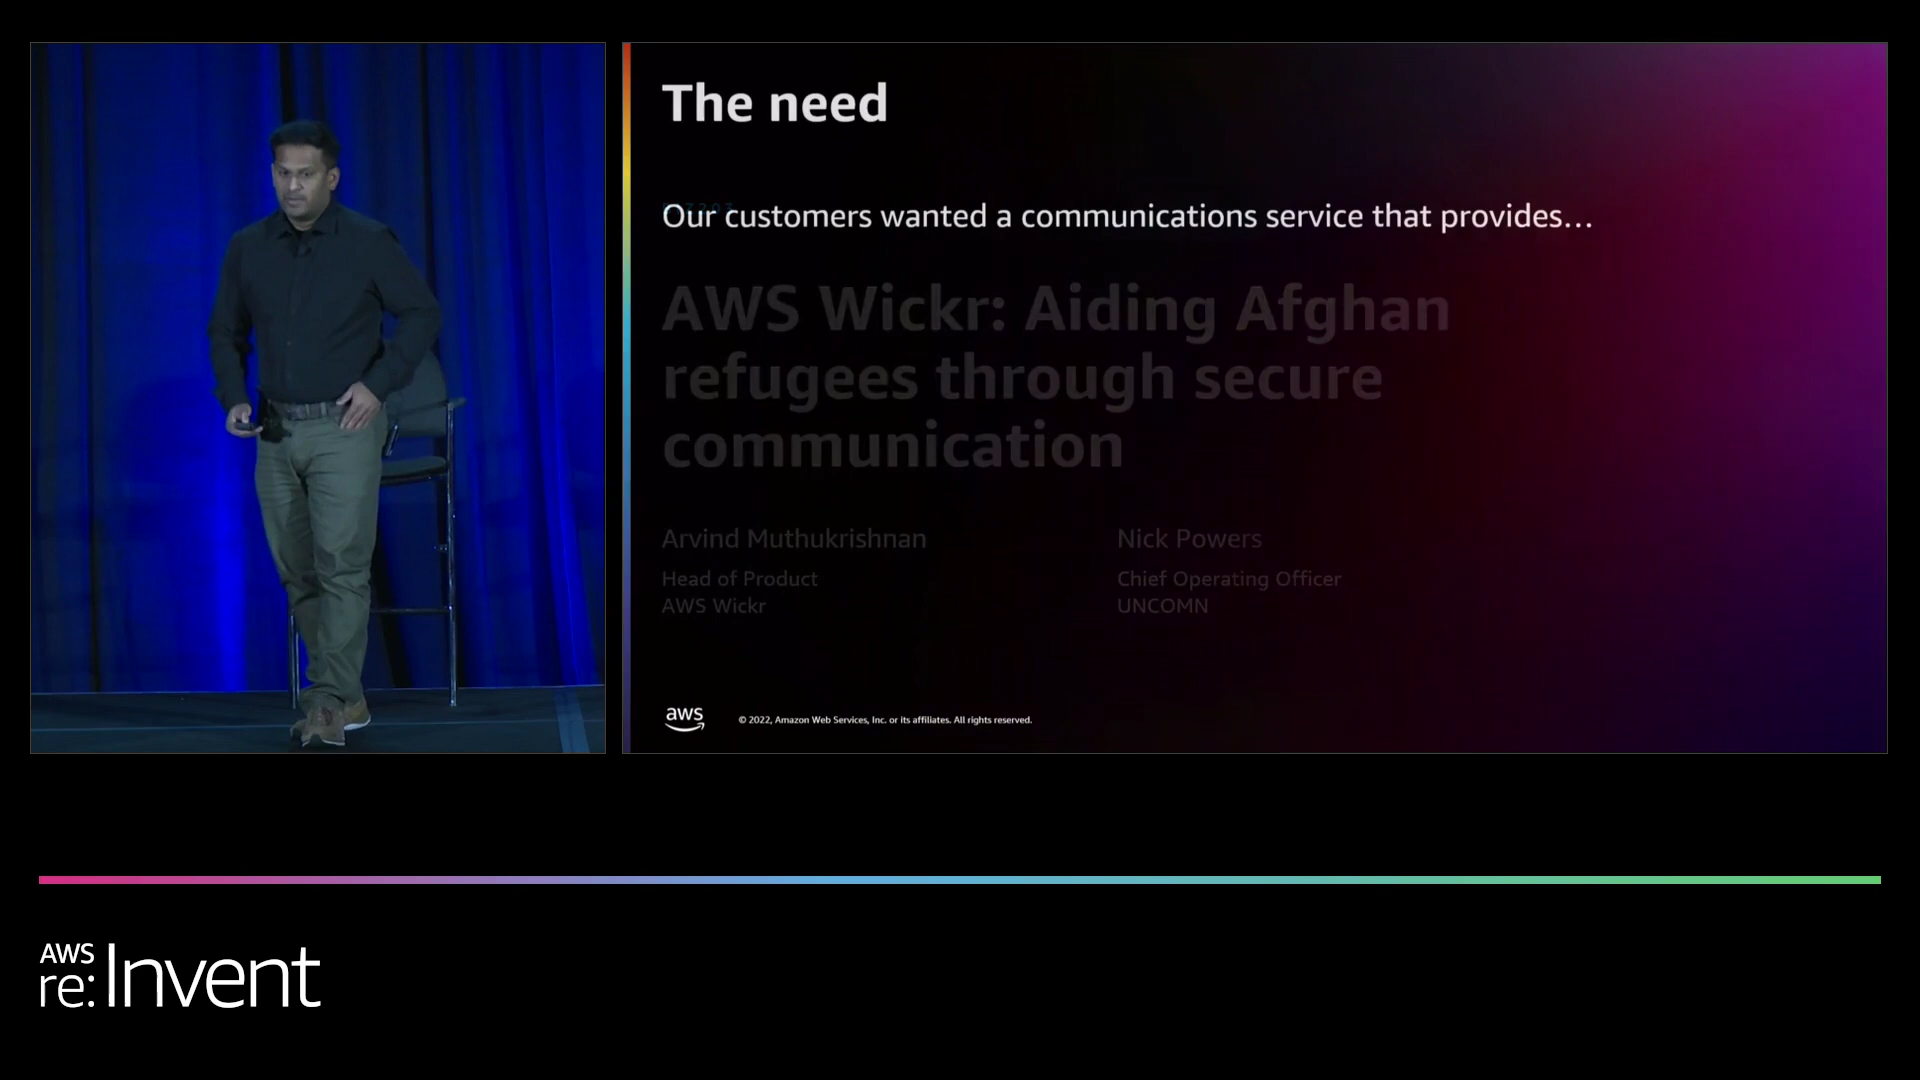 The need
Our customers wanted a communications service that provides...
AWS Wickr: Aiding Afghan
refugees through secure
communication
Arvind Muthukrishnan
Head of Product
AWS Wickr
Nick Powers
Chief Operating Officer
UNCOMN
aws
© 2022, Amazon Web Services, Inc. or its affiliates. All rights reserved.
AWS
re:Invent